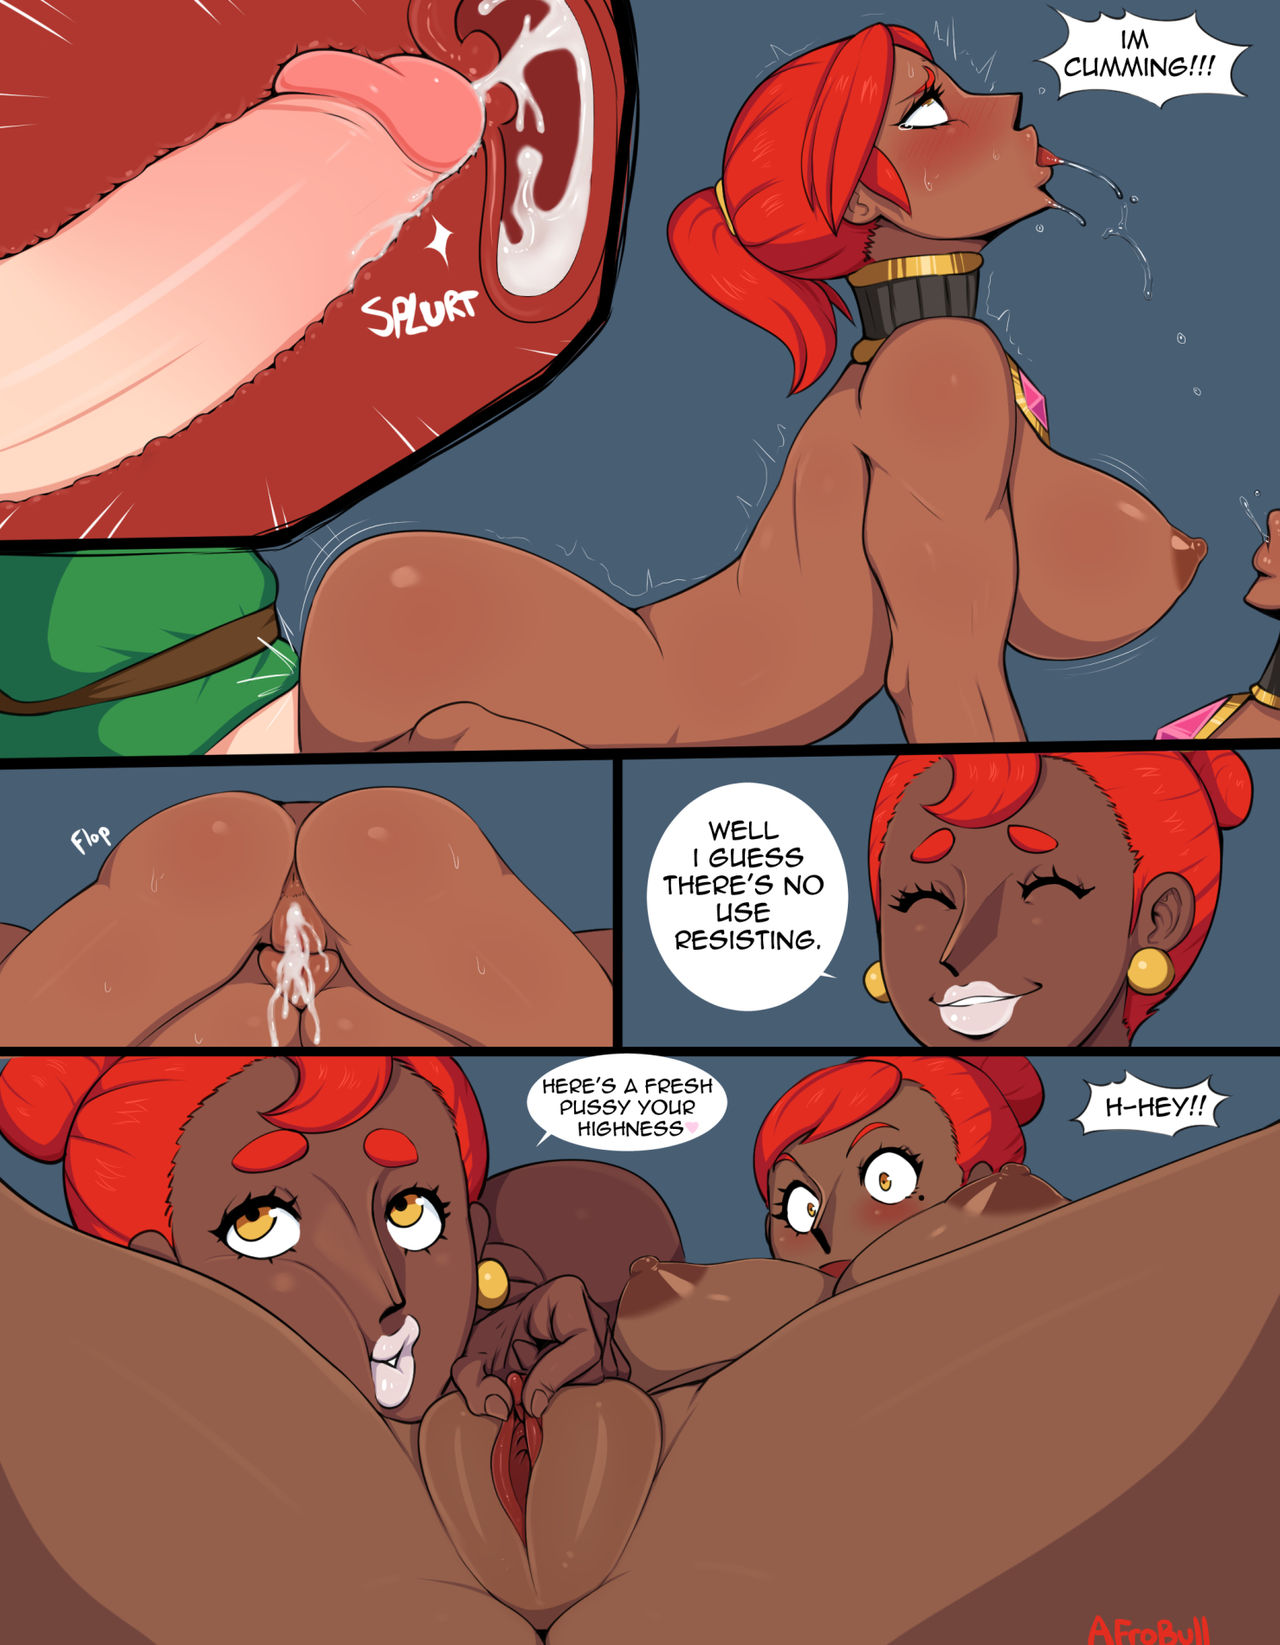 IM
CUMMING!!!
SPLURT
Flop
WELL
I GUESS
THERE'S NO
USE
RESISTING.
HERE'S A FRESH
PUSSY YOUR
HIGHNESS
H-HEY!!
AFroBull